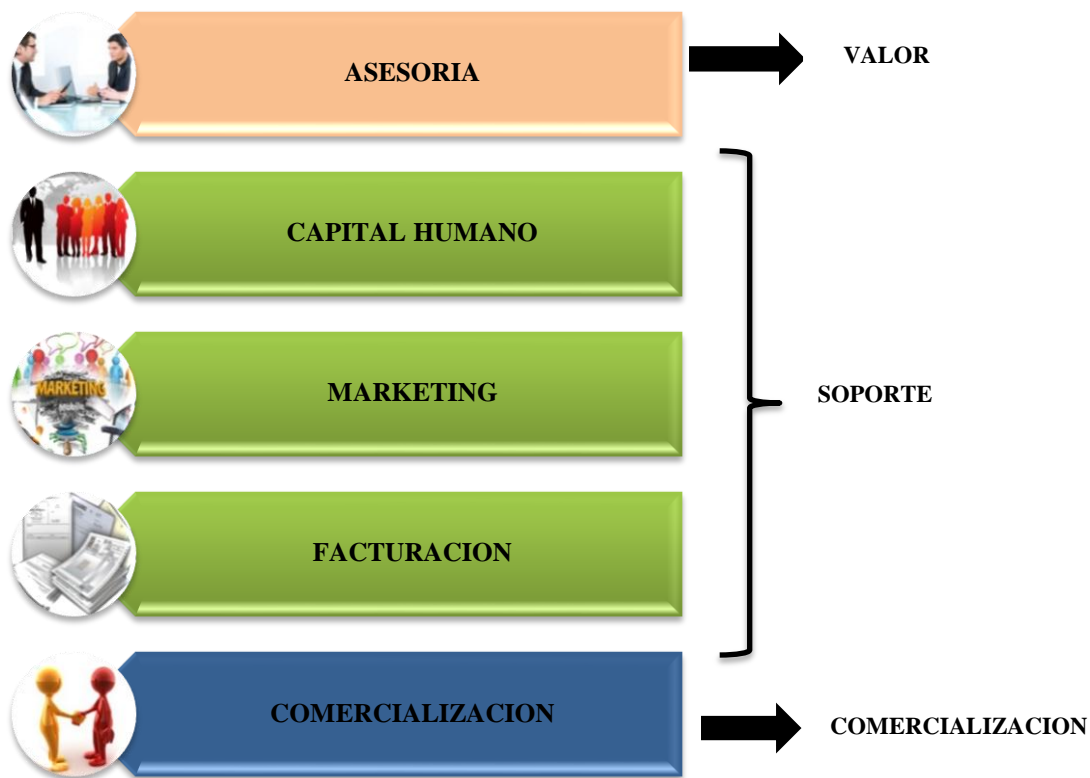 ASESORIA
VALOR
CAPITAL HUMANO
MARKETING
MARKETING
SOPORTE
FACTURACION
COMERCIALIZACION
COMERCIALIZACION